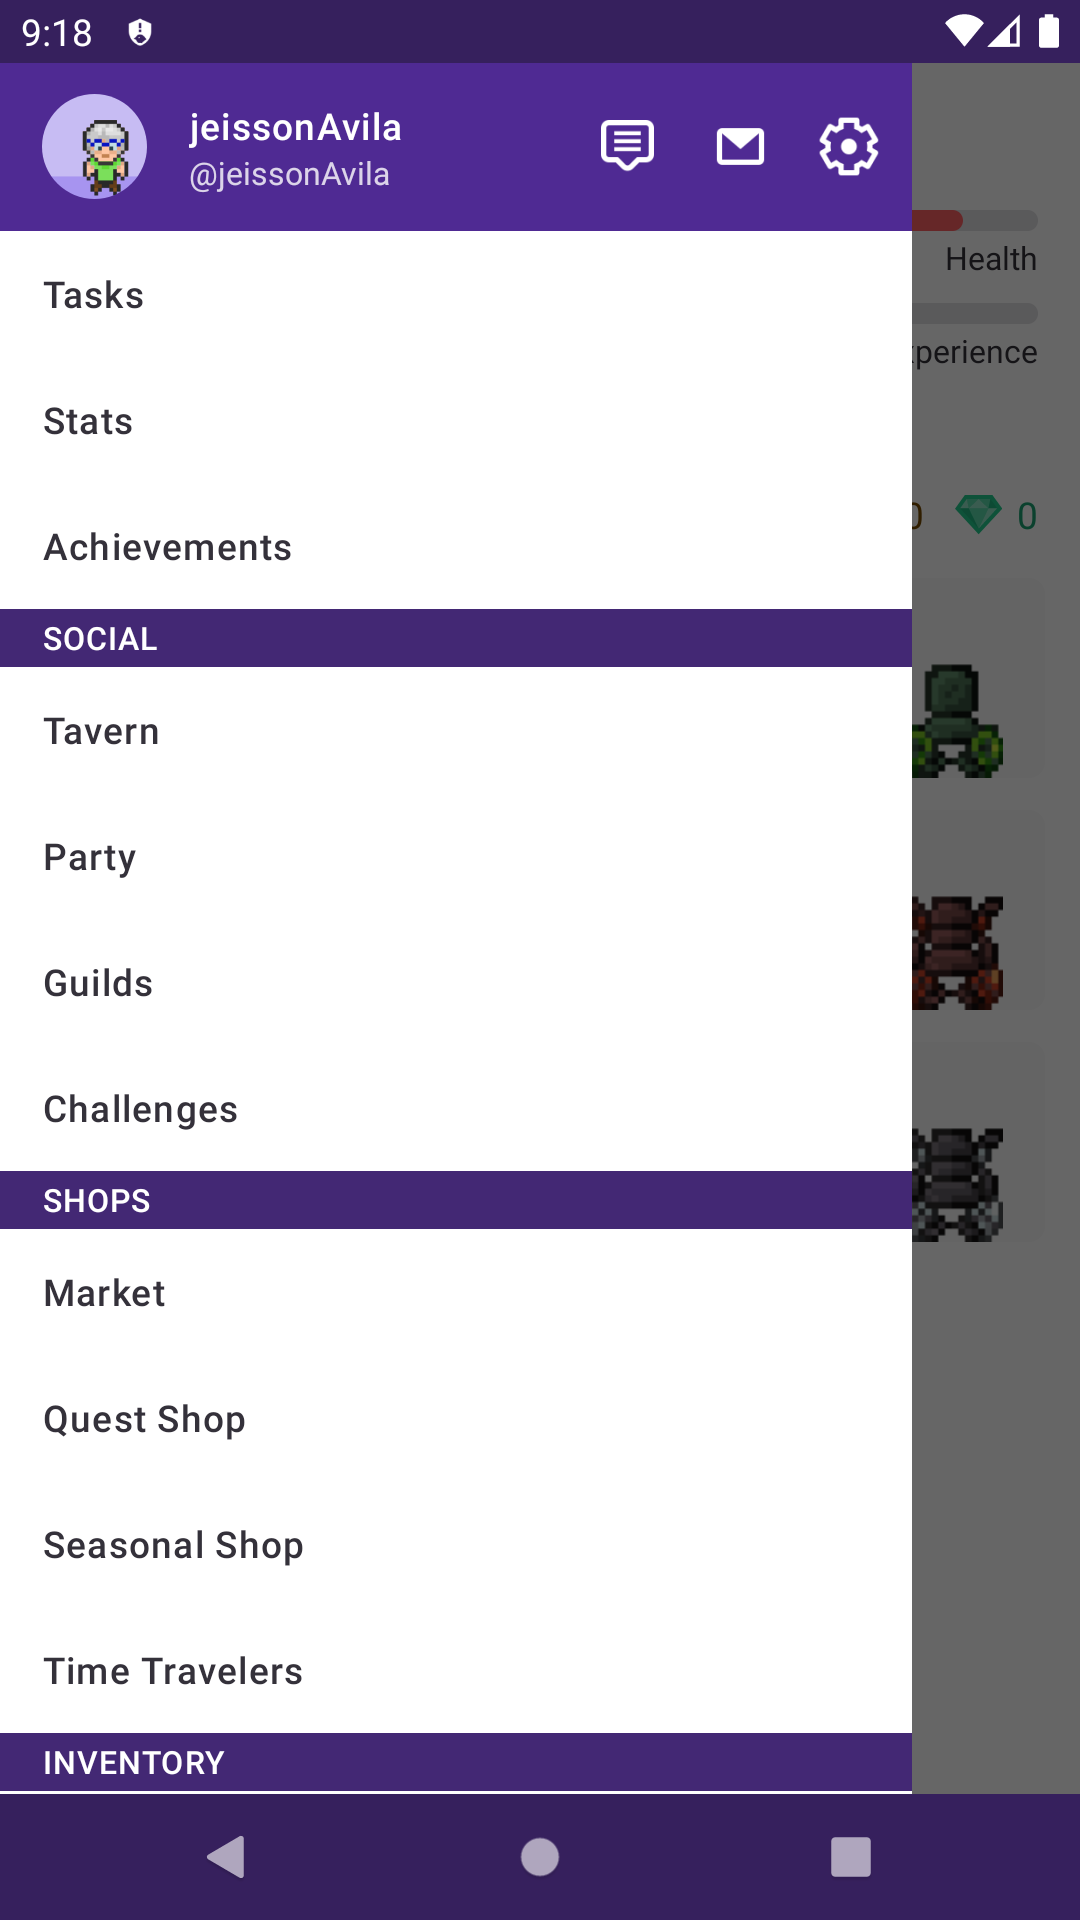 9:18
jeissonAvila
@jeissonAvila
Health
xperience
0
0
Tasks
Stats
Achievements
SOCIAL
Tavern
Party
Guilds
Challenges
SHOPS
Market
Quest Shop
Seasonal Shop
Time Travelers
INVENTORY